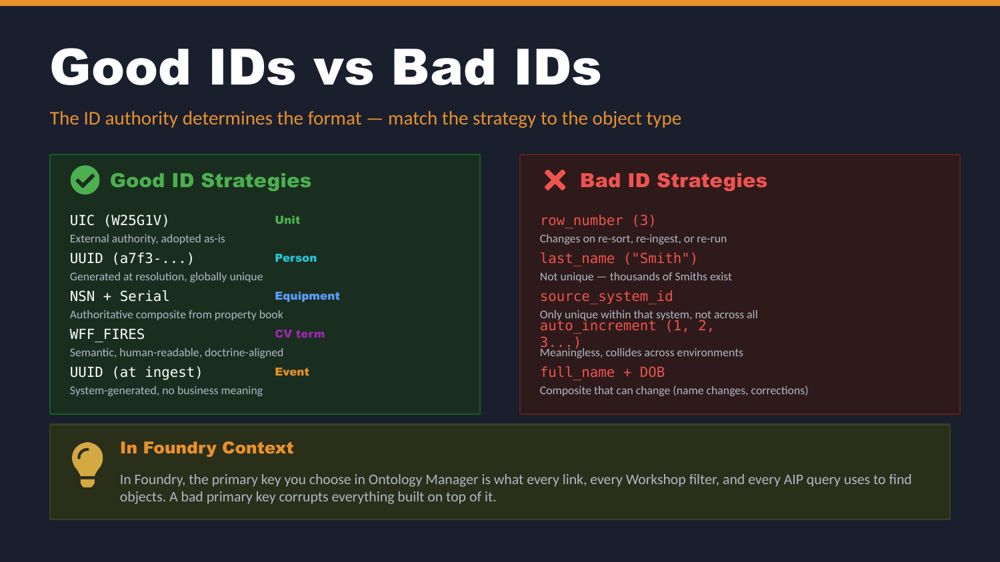 Good IDs vs Bad IDs
The ID authority determines the format — match the strategy to the object type
Good ID Strategies
UIC (W25G1V)
Unit
External authority, adopted as-is
UUID (a7f3-...)
Person
Generated at resolution, globally unique
NSN + Serial
Equipment
Authoritative composite from property book
WFF_FIRES
CV term
Semantic, human-readable, doctrine-aligned
UUID (at ingest)
Event
System-generated, no business meaning
Bad ID Strategies
row_number (3)
Changes on re-sort, re-ingest, or re-run
last_name ("Smith")
Not unique — thousands of Smiths exist
source_system_id
Only unique within that system, not across all
auto_increment (1, 2,
3...)
Meaningless, collides across environments
full_name + DOB
Composite that can change (name changes, corrections)
In Foundry Context
In Foundry, the primary key you choose in Ontology Manager is what every link, every Workshop filter, and every AIP query uses to find
objects. A bad primary key corrupts everything built on top of it.